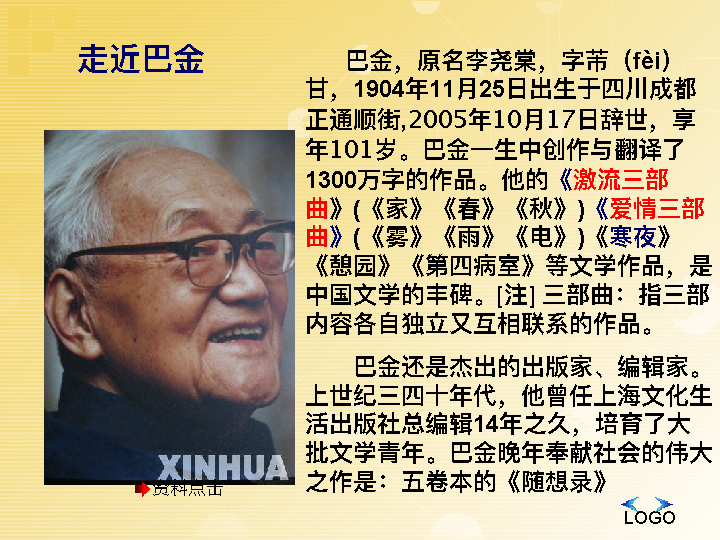 走近巴金
巴金，原名李尧棠，字芾（fèi）
甘，1904年11月25日出生于四川成都
正通顺街,2005年10月17日辞世，享
年101岁。巴金一生中创作与翻译了
1300万字的作品。他的《激流三部
曲》(《家》《春》《秋》)《爱情三部
曲》(《雾》《雨》《电》)《寒夜》
《憩园》《第四病室》等文学作品，是
中国文学的丰碑。[注] 三部曲：指三部
内容各自独立又互相联系的作品。
巴金还是杰出的出版家、编辑家。
上世纪三四十年代，他曾任上海文化生
活出版社总编辑14年之久，培育了大
批文学青年。巴金晚年奉献社会的伟大
之作是：五卷本的《随想录》
XINHUA
资料点击
LOGO